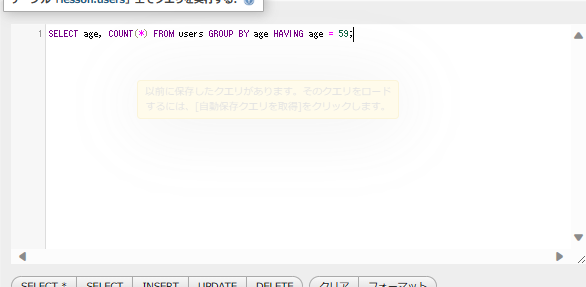 テーブル "lesson.users" 上でクエリを実行する:
1 SELECT age, COUNT(*) FROM users GROUP BY age HAVING age = 59;
以前に保存したクエリがあります。そのクエリをロード
するには、[自動保存クエリを取得]をクリックします。
SELECT * SELECT INSERT UPDATE DELETE クリア フォーマット